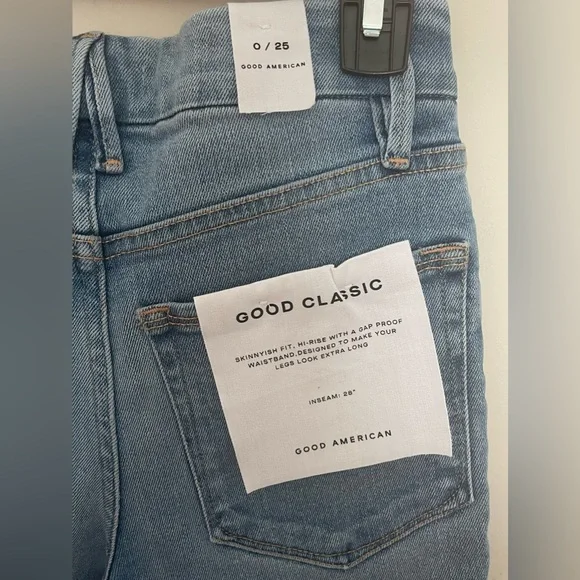 0 / 25
GOOD AMERICAN
GOOD CLASSIC
SKINNYISH FIT, HI-RISE WITH A GAP PROOF
WAISTBAND.DESIGNED TO MAKE YOUR
LEGS LOOK EXTRA LONG
INSEAM: 28"
GOOD AMERICAN